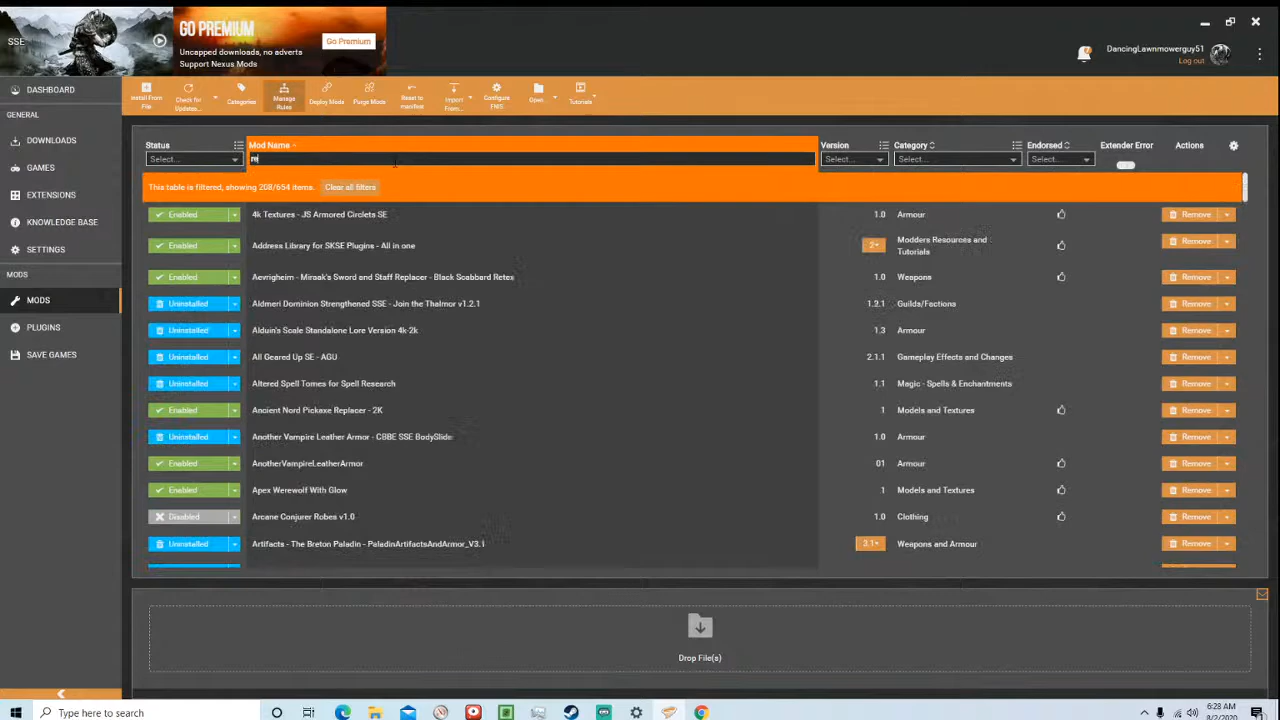 SSE
GO PREMIUM
Uncapped downloads, no adverts
Support Nexus Mods
Go Premium
DancingLawnmowerguy51
Log out
DASHBOARD
GENERAL
DOWNLOADS
GAMES
EXTENSIONS
KNOWLEDGE BASE
SETTINGS
MODS
MODS
PLUGINS
SAVE GAMES
Install From File
Check for Updates...
Categories
Manage Rules
Deploy Mods
Purge Mods
Reset to manifest
Import From...
Configure FNIS
Open...
Tutorials
Status Mod Name Version Category Endorsed Extender Error Actions
Select... re Select... Select... Select...
This table is filtered, showing 208/654 items. Clear all filters
Enabled 4k Textures - JS Armored Circlets SE 1.0 Armour Remove
Enabled Address Library for SKSE Plugins - All in one 2 Modders Resources and Tutorials Remove
Enabled Aevrigheim - Miraak's Sword and Staff Replacer - Black Scabbard Retex 1.0 Weapons Remove
Uninstalled Aldmeri Dominion Strengthened SSE - Join the Thalmor v1.2.1 1.2.1 Guilds/Factions Remove
Uninstalled Alduin's Scale Standalone Lore Version 4k-2k 1.3 Armour Remove
Uninstalled All Geared Up SE - AGU 2.1.1 Gameplay Effects and Changes Remove
Uninstalled Altered Spell Tomes for Spell Research 1.1 Magic - Spells & Enchantments Remove
Enabled Ancient Nord Pickaxe Replacer - 2K 1 Models and Textures Remove
Uninstalled Another Vampire Leather Armor - CBBE SSE BodySlide 1.0 Armour Remove
Enabled AnotherVampireLeatherArmor 01 Armour Remove
Enabled Apex Werewolf With Glow 1 Models and Textures Remove
Disabled Arcane Conjurer Robes v1.0 1.0 Clothing Remove
Uninstalled Artifacts - The Breton Paladin - PaladinArtifactsAndArmor_V3.1 3.1 Weapons and Armour Remove
Drop File(s)
Type here to search
6:28 AM
8/2/2020